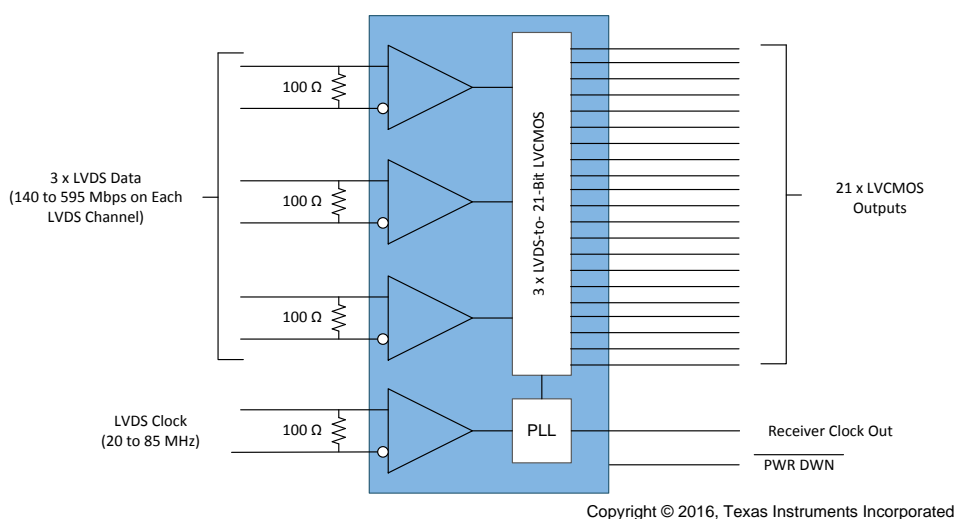 100 Ω
3 x LVDS Data
(140 to 595 Mbps on Each
LVDS Channel)
100 Ω
100 Ω
LVDS Clock
(20 to 85 MHz)
100 Ω
3 x LVDS-to- 21-Bit LVCMOS
PLL
21 x LVCMOS
Outputs
Receiver Clock Out
PWR DWN
Copyright © 2016, Texas Instruments Incorporated